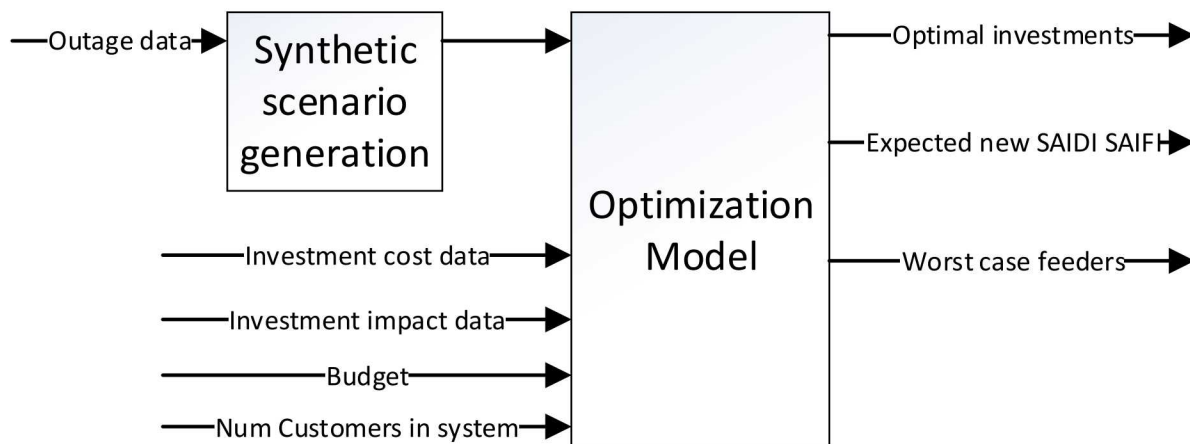 Outage data
Synthetic
scenario
generation
Investment cost data
Investment impact data
Budget
Num Customers in system
Optimization
Model
Optimal investments
Expected new SAIDI SAIFI
Worst case feeders